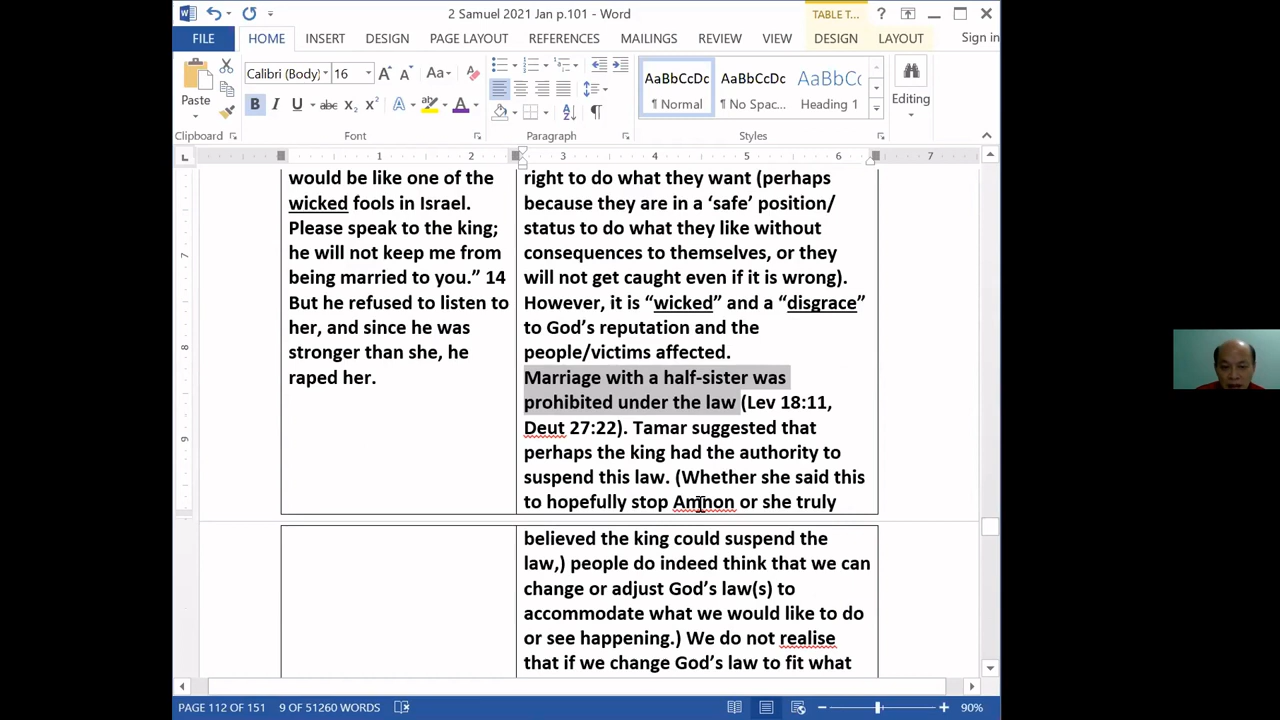 2 Samuel 2021 Jan p.101 - Word
TABLE T...
FILE
HOME
INSERT
DESIGN
PAGE LAYOUT
REFERENCES
MAILINGS
REVIEW
VIEW
DESIGN
LAYOUT
Sign in
Paste
Calibri (Body)
16
AaBbCcDc
¶ Normal
AaBbCcDc
¶ No Spac...
AaBbCc
Heading 1
Editing
Clipboard
Font
Paragraph
Styles
1 2 3 4 5 6 7
would be like one of the
wicked fools in Israel.
Please speak to the king;
he will not keep me from
being married to you.” 14
But he refused to listen to
her, and since he was
stronger than she, he
raped her.
right to do what they want (perhaps
because they are in a ‘safe’ position/
status to do what they like without
consequences to themselves, or they
will not get caught even if it is wrong).
However, it is “wicked” and a “disgrace”
to God’s reputation and the
people/victims affected.
Marriage with a half-sister was
prohibited under the law (Lev 18:11,
Deut 27:22). Tamar suggested that
perhaps the king had the authority to
suspend this law. (Whether she said this
to hopefully stop Amnon or she truly
believed the king could suspend the
law,) people do indeed think that we can
change or adjust God’s law(s) to
accommodate what we would like to do
or see happening.) We do not realise
that if we change God’s law to fit what
PAGE 112 OF 151
9 OF 51260 WORDS
90%